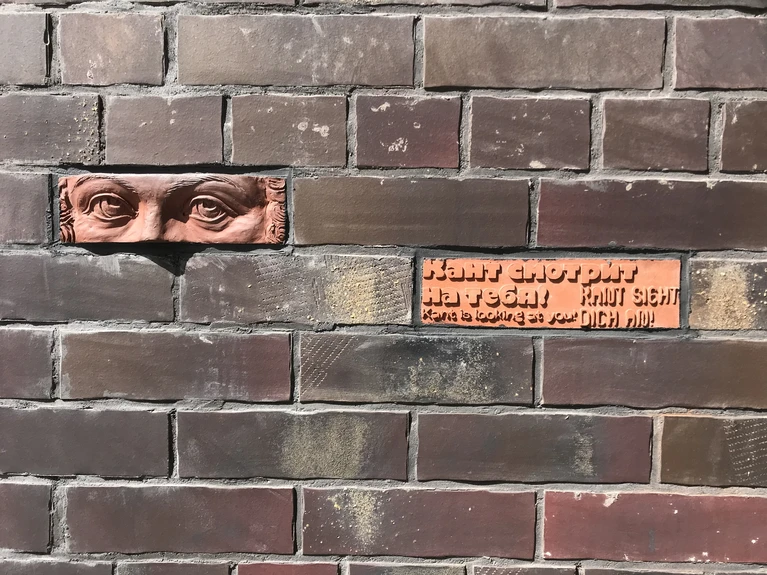 Кант смотрит
на тебя!
Kant is looking at you!
KANT SIEHT
DICH AN!